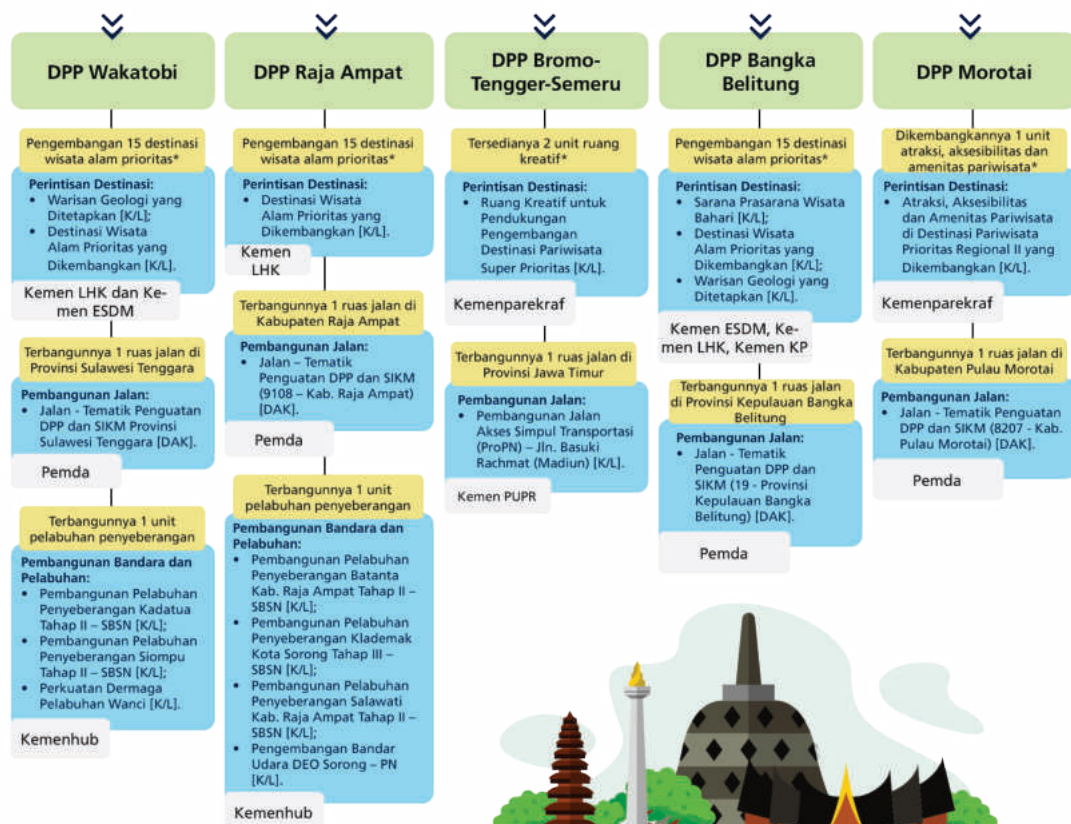 DPP Wakatobi
Pengembangan 15 destinasi
wisata alam prioritas*
Perintisan Destinasi:
• Warisan Geologi yang
Ditetapkan [K/L];
• Destinasi Wisata
Alam Prioritas yang
Dikembangkan [K/L].
Kemen LHK dan Ke-
men ESDM
Terbangunnya 1 ruas jalan di
Provinsi Sulawesi Tenggara
Pembangunan Jalan:
• Jalan - Tematik Penguatan
DPP dan SIKM Provinsi
Sulawesi Tenggara [DAK].
Pemda
Terbangunnya 1 unit
pelabuhan penyeberangan
Pembangunan Bandara dan
Pelabuhan:
• Pembangunan Pelabuhan
Penyeberangan Kadatua
Tahap II – SBSN [K/L];
• Pembangunan Pelabuhan
Penyeberangan Siompu
Tahap II – SBSN [K/L];
• Perkuatan Dermaga
Pelabuhan Wanci [K/L].
Kemenhub
DPP Raja Ampat
Pengembangan 15 destinasi
wisata alam prioritas*
Perintisan Destinasi:
• Destinasi Wisata
Alam Prioritas yang
Dikembangkan [K/L].
Kemen
LHK
Terbangunnya 1 ruas jalan di
Kabupaten Raja Ampat
Pembangunan Jalan:
• Jalan – Tematik
Penguatan DPP dan SIKM
(9108 – Kab. Raja Ampat)
[DAK].
Pemda
Terbangunnya 1 unit
pelabuhan penyeberangan
Pembangunan Bandara dan
Pelabuhan:
• Pembangunan Pelabuhan
Penyeberangan Batanta
Kab. Raja Ampat Tahap II –
SBSN [K/L];
• Pembangunan Pelabuhan
Penyeberangan Klademak
Kota Sorong Tahap III –
SBSN [K/L];
• Pembangunan Pelabuhan
Penyeberangan Salawati
Kab. Raja Ampat Tahap II –
SBSN [K/L];
• Pengembangan Bandar
Udara DEO Sorong – PN
[K/L].
Kemenhub
DPP Bromo-
Tengger-Semeru
Tersedianya 2 unit ruang
kreatif*
Perintisan Destinasi:
• Ruang Kreatif untuk
Pendukungan
Pengembangan
Destinasi Pariwisata
Super Prioritas [K/L].
Kemenparekraf
Terbangunnya 1 ruas jalan di
Provinsi Jawa Timur
Pembangunan Jalan:
• Pembangunan Jalan
Akses Simpul Transportasi
(ProPN) – Jln. Basuki
Rachmat (Madiun) [K/L].
Kemen PUPR
DPP Bangka
Belitung
Pengembangan 15 destinasi
wisata alam prioritas*
Perintisan Destinasi:
• Sarana Prasarana Wisata
Bahari [K/L];
• Destinasi Wisata
Alam Prioritas yang
Dikembangkan [K/L];
• Warisan Geologi yang
Ditetapkan [K/L].
Kemen ESDM, Ke-
men LHK, Kemen KP
Terbangunnya 1 ruas jalan
di Provinsi Kepulauan Bangka
Belitung
Pembangunan Jalan:
• Jalan - Tematik
Penguatan DPP dan
SIKM (19 - Provinsi
Kepulauan Bangka
Belitung) [DAK].
Pemda
DPP Morotai
Dikembangkannya 1 unit
atraksi, aksesibilitas dan
amenitas pariwisata*
Perintisan Destinasi:
• Atraksi, Aksesibilitas
dan Amenitas Pariwisata
di Destinasi Pariwisata
Prioritas Regional II yang
Dikembangkan [K/L].
Kemenparekraf
Terbangunnya 1 ruas jalan di
Kabupaten Pulau Morotai
Pembangunan Jalan:
• Jalan - Tematik Penguatan
DPP dan SIKM (8207 - Kab.
Pulau Morotai) [DAK].
Pemda